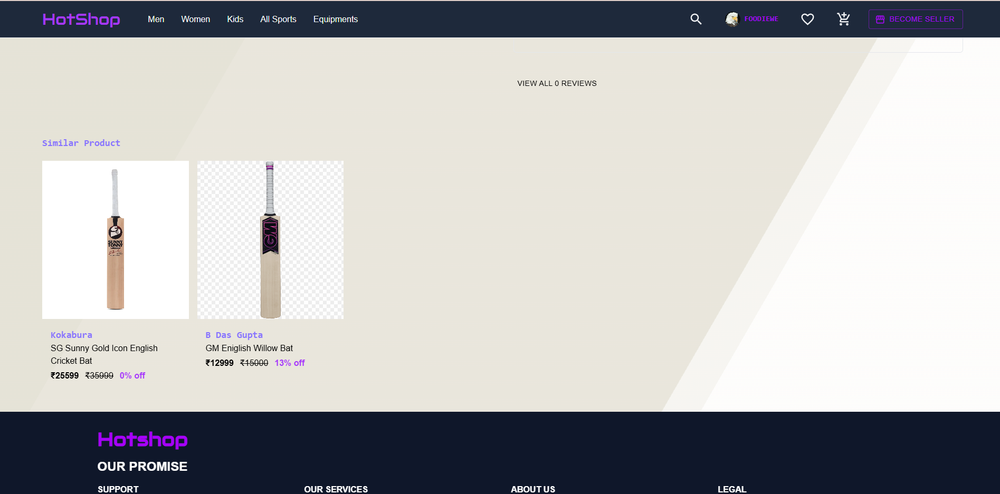 HotShop
Men
Women
Kids
All Sports
Equipments
FOODIEWE
BECOME SELLER
VIEW ALL 0 REVIEWS
Similar Product
SUNNY
TONNY
GM
Kokabura
SG Sunny Gold Icon English
Cricket Bat
₹25599 ₹35999 0% off
B Das Gupta
GM Eniglish Willow Bat
₹12999 ₹15000 13% off
Hotshop
OUR PROMISE
SUPPORT
OUR SERVICES
ABOUT US
LEGAL